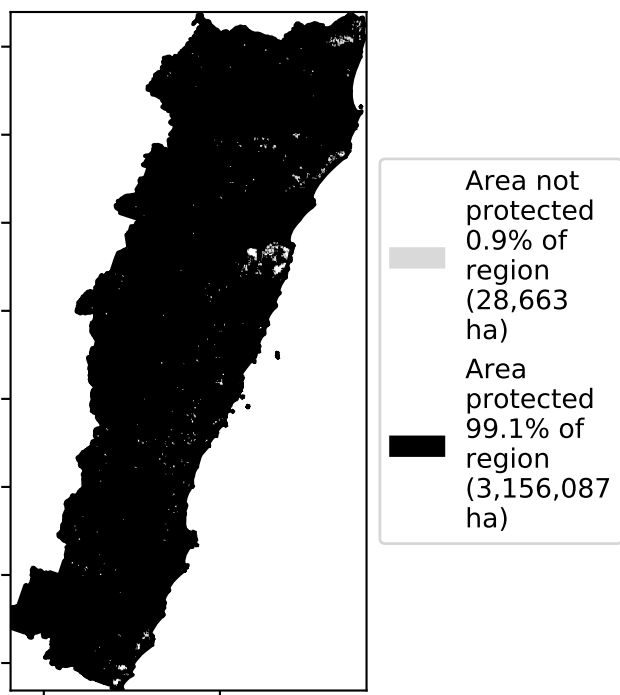 Area not
protected
0.9% of
region
(28,663
ha)
Area
protected
99.1% of
region
(3,156,087
ha)